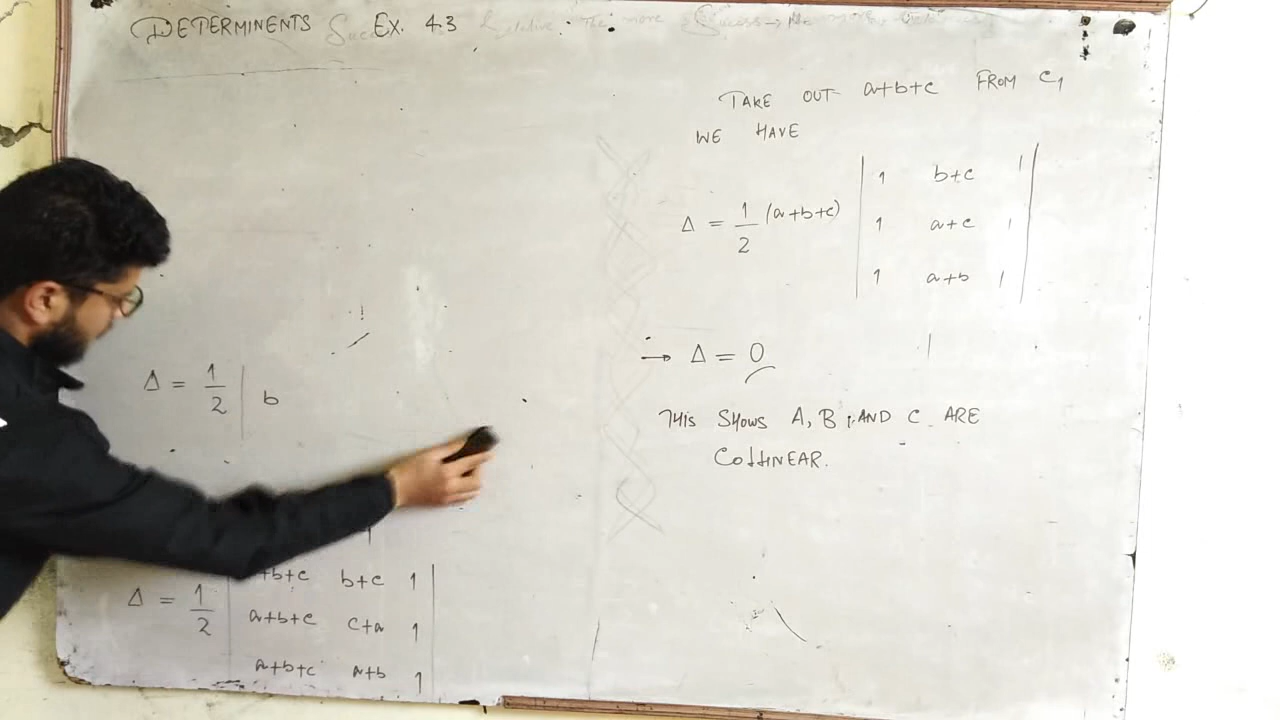 DETERMINENTS Ex. 4.3
Δ = 1/2 | b
Δ = 1/2 | +b+c b+c 1 |
a+b+c c+a 1
a+b+c a+b 1
TAKE OUT a+b+c FROM C₁
WE HAVE
Δ = 1/2 (a+b+c) | 1 b+c 1 |
1 a+c 1
1 a+b 1
→ Δ = 0
THIS SHOWS A, B AND C ARE
COLLINEAR.